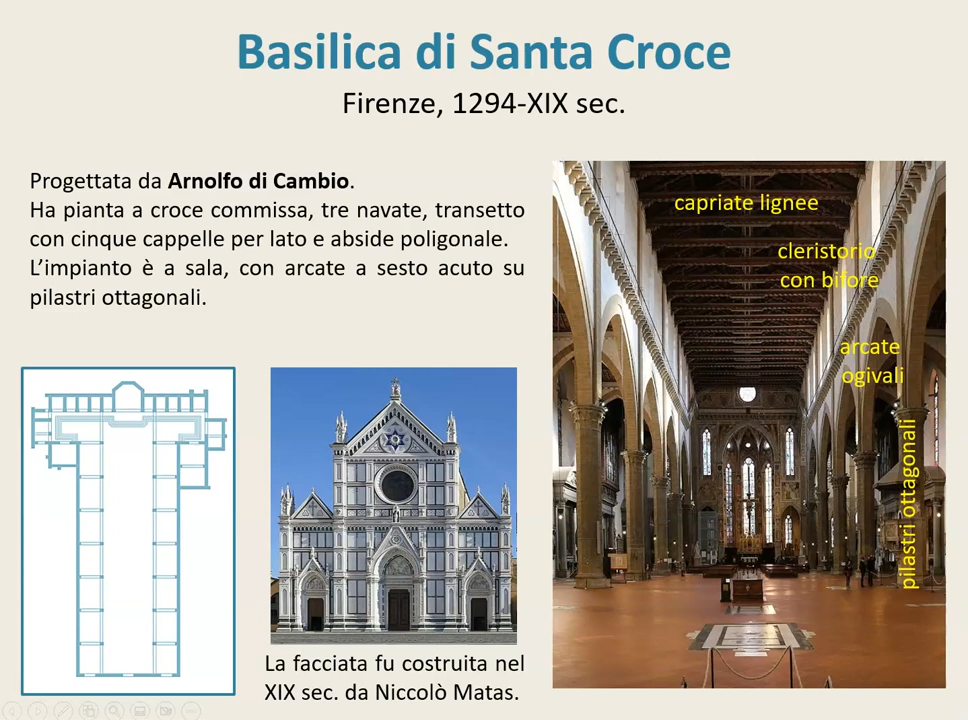 Basilica di Santa Croce
Firenze, 1294-XIX sec.
Progettata da Arnolfo di Cambio.
Ha pianta a croce commissa, tre navate, transetto
con cinque cappelle per lato e abside poligonale.
L’impianto è a sala, con arcate a sesto acuto su
pilastri ottagonali.
La facciata fu costruita nel
XIX sec. da Niccolò Matas.
capriate lignee
cleristorio
con bifore
arcate
ogivali
pilastri ottagonali